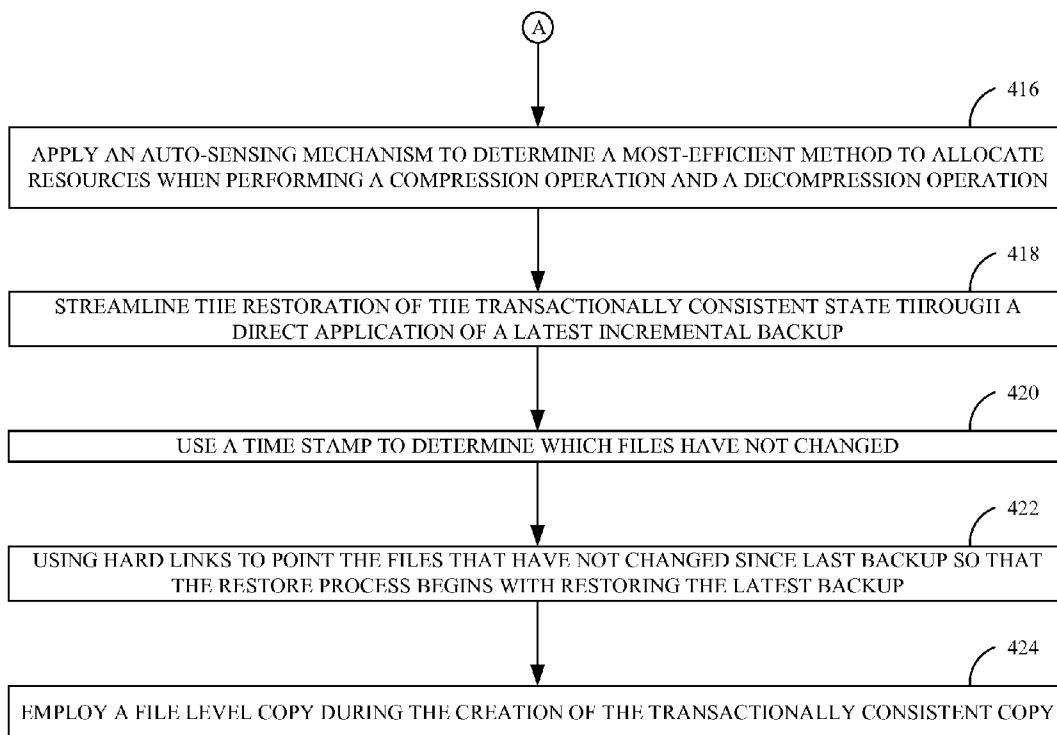 A
416
APPLY AN AUTO-SENSING MECHANISM TO DETERMINE A MOST-EFFICIENT METHOD TO ALLOCATE
RESOURCES WHEN PERFORMING A COMPRESSION OPERATION AND A DECOMPRESSION OPERATION
418
STREAMLINE THE RESTORATION OF THE TRANSACTIONALLY CONSISTENT STATE THROUGH A
DIRECT APPLICATION OF A LATEST INCREMENTAL BACKUP
420
USE A TIME STAMP TO DETERMINE WHICH FILES HAVE NOT CHANGED
422
USING HARD LINKS TO POINT THE FILES THAT HAVE NOT CHANGED SINCE LAST BACKUP SO THAT
THE RESTORE PROCESS BEGINS WITH RESTORING THE LATEST BACKUP
424
EMPLOY A FILE LEVEL COPY DURING THE CREATION OF THE TRANSACTIONALLY CONSISTENT COPY